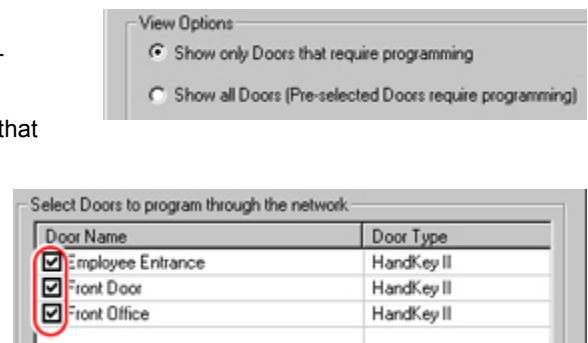 View Options
Show only Doors that require programming
-
Show all Doors (Pre-selected Doors require programming)
that
Select Doors to program through the network
Door Name Door Type
Employee Entrance HandKey II
Front Door HandKey II
Front Office HandKey II